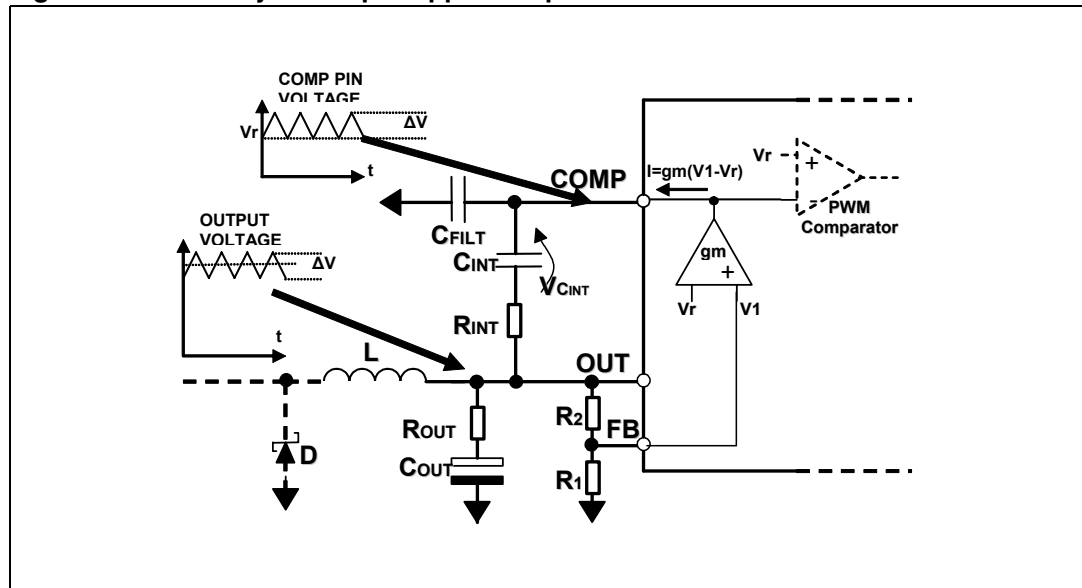 COMP PIN
VOLTAGE
Vr
ΔV
t
OUTPUT
VOLTAGE
ΔV
t
COMP
I=gm(V1-Vr)
Vr
+
–
PWM
Comparator
gm
+
Vr
V1
CFILT
CINT
VCINT
RINT
L
OUT
D
ROUT
COUT
R2
FB
R1